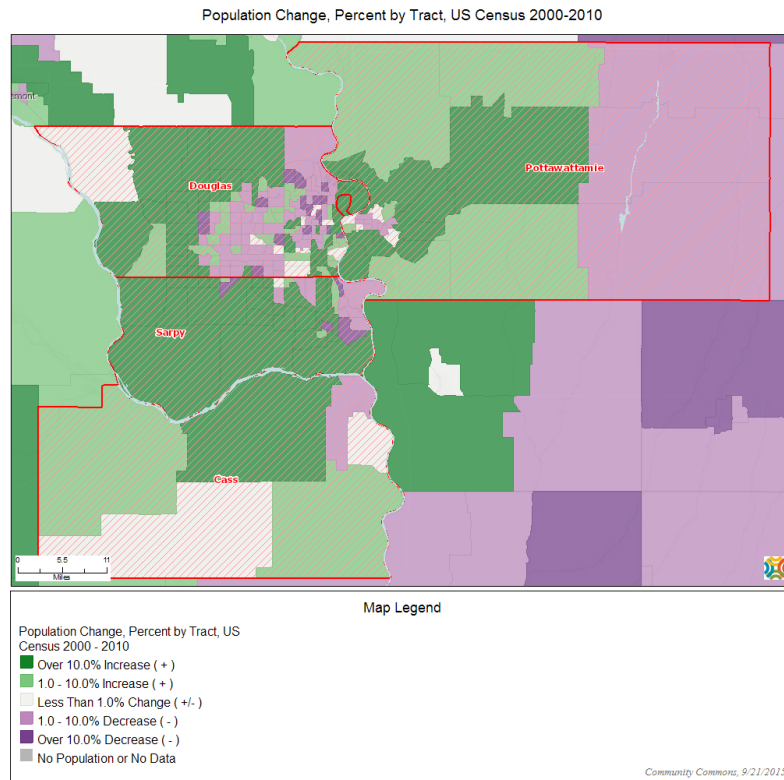 Population Change, Percent by Tract, US Census 2000-2010
emont
Douglas
Pottawattamie
Sarpy
Cass
0 5.5 11
Miles
Map Legend
Population Change, Percent by Tract, US
Census 2000 - 2010
Over 10.0% Increase ( + )
1.0 - 10.0% Increase ( + )
Less Than 1.0% Change ( +/- )
1.0 - 10.0% Decrease ( - )
Over 10.0% Decrease ( - )
No Population or No Data
Community Commons, 9/21/2015